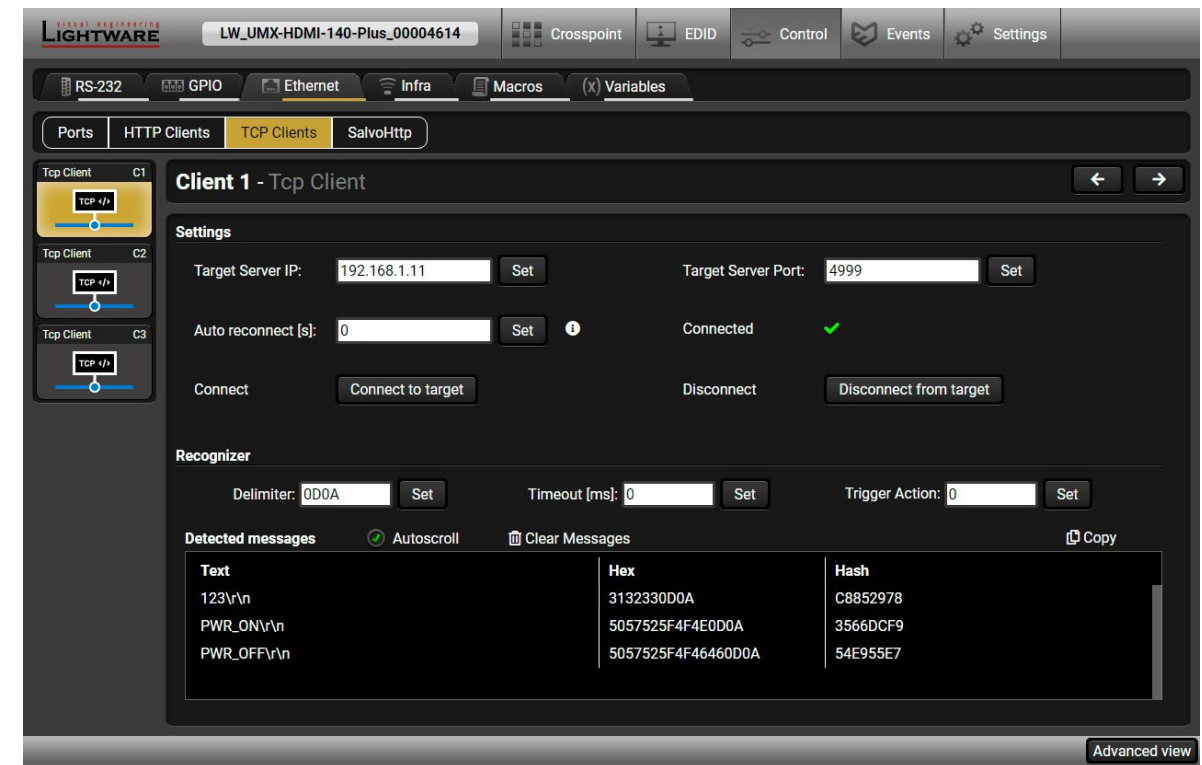 Visual engineering
LIGHTWARE
LW_UMX-HDMI-140-Plus_00004614
Crosspoint
EDID
Control
Events
Settings
RS-232
GPIO
Ethernet
Infra
Macros
(x) Variables
Ports
HTTP Clients
TCP Clients
SalvoHttp
Tcp Client C1
TCP </>
Tcp Client C2
TCP </>
Tcp Client C3
TCP </>
Client 1 - Tcp Client
Settings
Target Server IP: 192.168.1.11 Set
Target Server Port: 4999 Set
Auto reconnect [s]: 0 Set
Connected
Connect Connect to target
Disconnect Disconnect from target
Recognizer
Delimiter: 0D0A Set
Timeout [ms]: 0 Set
Trigger Action: 0 Set
Detected messages Autoscroll Clear Messages Copy
Text Hex Hash
123\r\n 3132330D0A C8852978
PWR_ON\r\n 5057525F4F4E0D0A 3566DCF9
PWR_OFF\r\n 5057525F4F46460D0A 54E955E7
Advanced view